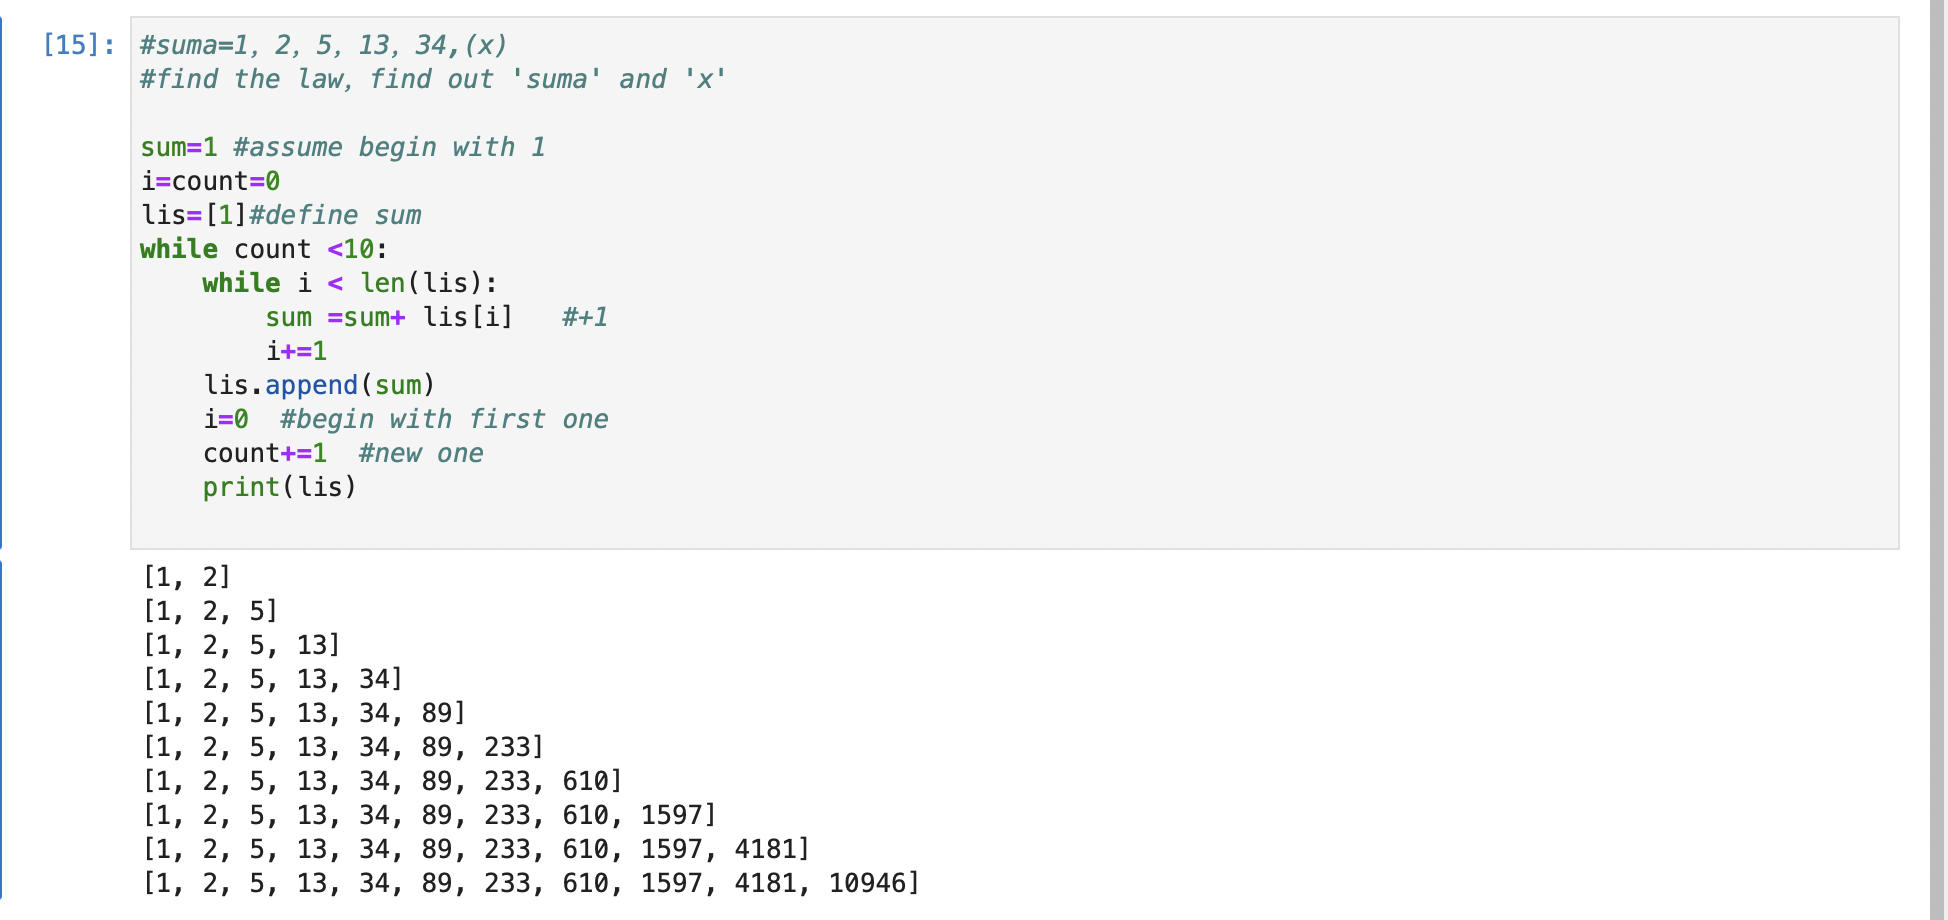 [15]: #suma=1, 2, 5, 13, 34,(x)
#find the law, find out 'suma' and 'x'
sum=1 #assume begin with 1
i=count=0
lis=[1]#define sum
while count <10:
    while i < len(lis):
        sum =sum+ lis[i]   #+1
        i+=1
    lis.append(sum)
    i=0  #begin with first one
    count+=1  #new one
    print(lis)
[1, 2]
[1, 2, 5]
[1, 2, 5, 13]
[1, 2, 5, 13, 34]
[1, 2, 5, 13, 34, 89]
[1, 2, 5, 13, 34, 89, 233]
[1, 2, 5, 13, 34, 89, 233, 610]
[1, 2, 5, 13, 34, 89, 233, 610, 1597]
[1, 2, 5, 13, 34, 89, 233, 610, 1597, 4181]
[1, 2, 5, 13, 34, 89, 233, 610, 1597, 4181, 10946]